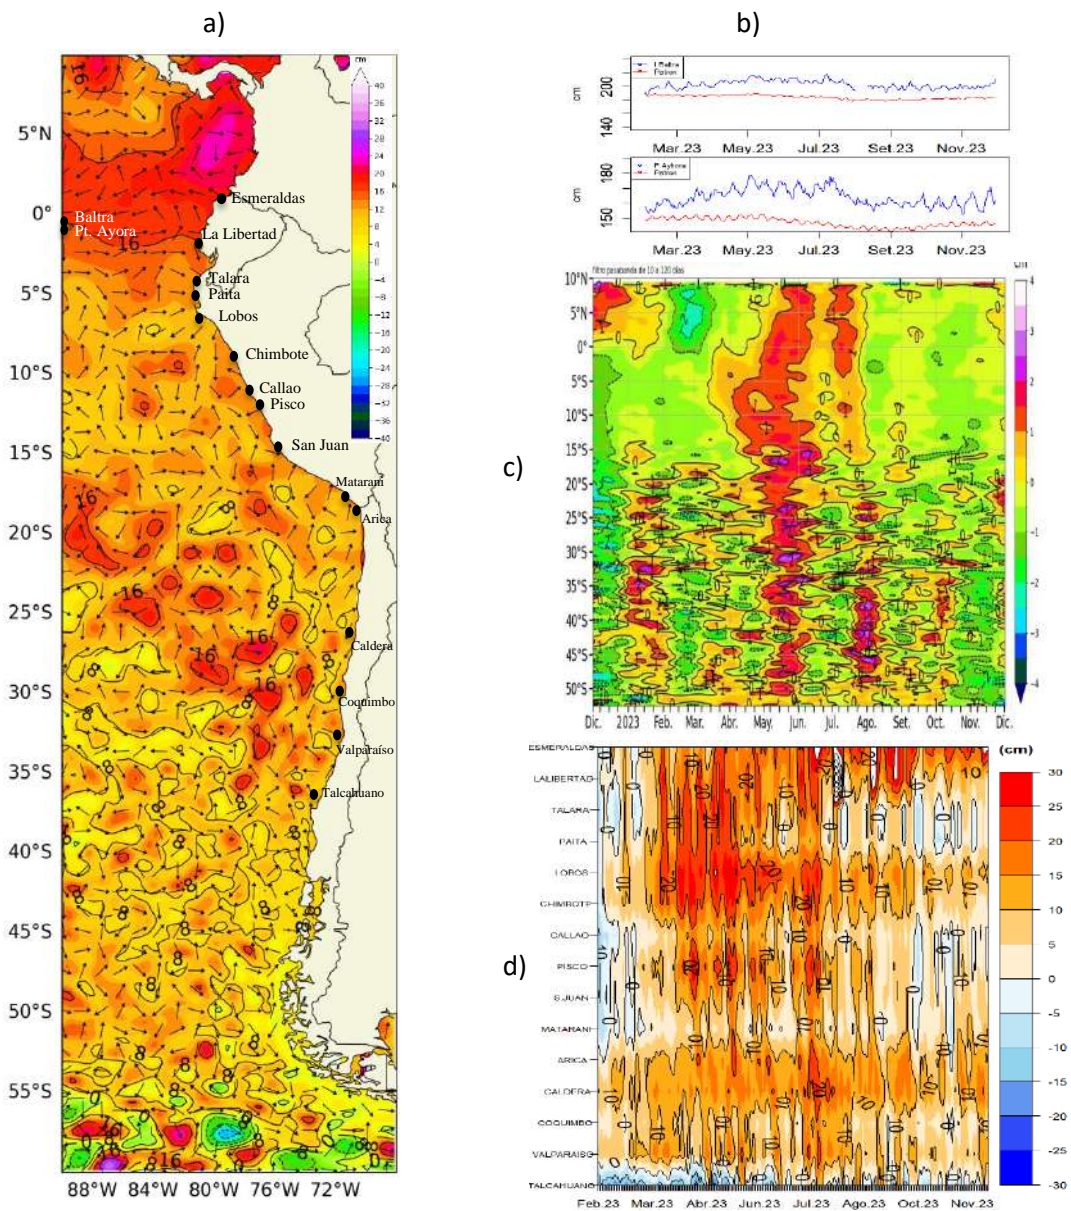 a)
b)
cm
40
36
32
28
24
20
16
12
8
4
0
−4
−8
−12
−16
−20
−24
−28
−32
−36
−40
5°N
0°
5°S
10°S
15°S
20°S
25°S
30°S
35°S
40°S
45°S
50°S
55°S
88°W 84°W 80°W 76°W 72°W
Esmeraldas
Baltra
Pt. Ayora
La Libertad
Talara
Paita
Lobos
Chimbote
Callao
Pisco
San Juan
Matarani
Arica
Caldera
Coquimbo
Valparaíso
Talcahuano
I.Baltra
Patron
cm
200
140
Mar.23 May.23 Jul.23 Set.23 Nov.23
Patron
cm
180
150
Mar.23 May.23 Jul.23 Set.23 Nov.23
c)
filtro pasabanda de 10 a 120 días
cm
10°N
5°N
0°
5°S
10°S
15°S
20°S
25°S
30°S
35°S
40°S
45°S
50°S
4
3
2
1
-1
-2
-3
-4
Dic. 2023 Feb. Mar. Abr. May. Jun. Jul. Ago. Set. Oct. Nov. Dic.
d)
(cm)
ESMERALDAS
LALIBERTAD
TALARA
PAITA
LOBOS
CHIMBOTE
CALLAO
PISCO
S.JUAN
MATARANI
ARICA
CALDERA
COQUIMBO
VALPARAISO
TALCAHUANO
30
25
20
15
10
5
0
-5
-10
-15
-20
-25
-30
Feb.23 Mar.23 Abr.23 Jun.23 Jul.23 Ago.23 Oct.23 Nov.23